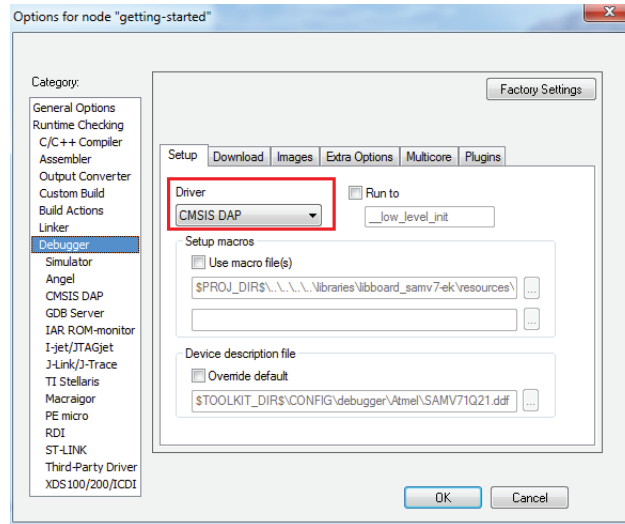 Options for node "getting-started"
x
Category:
Factory Settings
General Options
Runtime Checking
C/C++ Compiler
Assembler
Output Converter
Custom Build
Build Actions
Linker
Debugger
Simulator
Angel
CMSIS DAP
GDB Server
IAR ROM-monitor
I-jet/JTAGjet
J-Link/J-Trace
TI Stellaris
Macraigor
PE micro
RDI
ST-LINK
Third-Party Driver
XDS100/200/ICDI
Setup Download Images Extra Options Multicore Plugins
Driver
CMSIS DAP
Run to
__low_level_init
Setup macros
Use macro file(s)
$PROJ_DIR$\..\..\..\..\libraries\libboard_samv7-ek\resources\
...
...
Device description file
Override default
$TOOLKIT_DIR$\CONFIG\debugger\Atmel\SAMV71Q21.ddf
...
OK Cancel